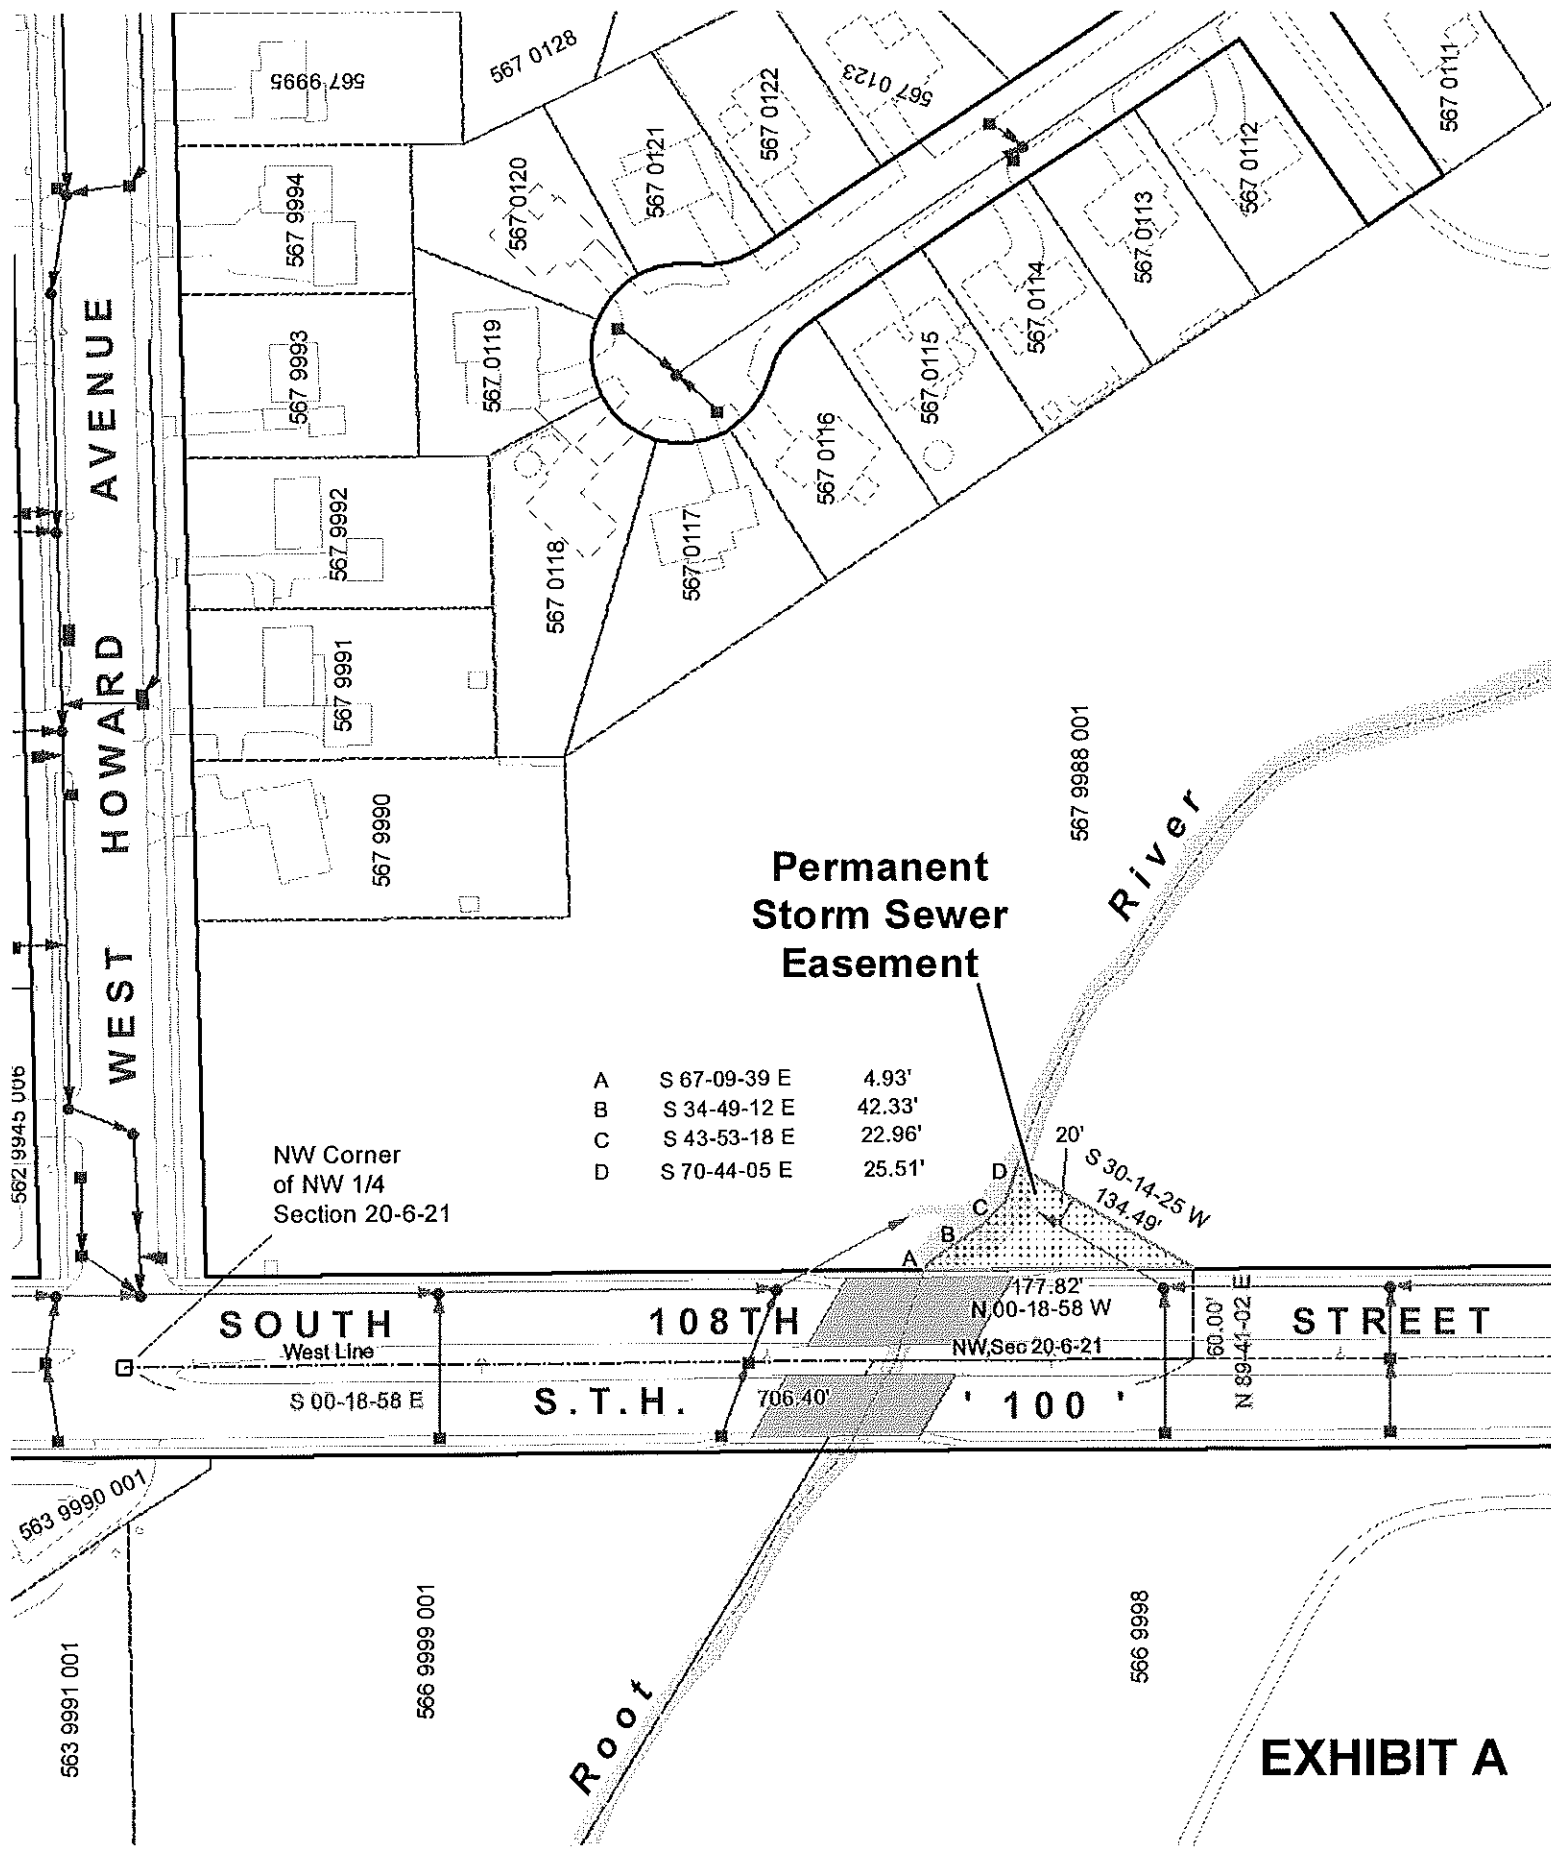 567 9995
567 0128
567 0122
567 0123
567 0111
567 0121
567 0120
567 0112
567 9994
567 0113
567 0114
567 9993
567 0119
567 0115
567 0116
567 9992
567 0118
567 0117
567 9991
567 9990
WEST HOWARD AVENUE
567 9988 001
River
Permanent
Storm Sewer
Easement
A S 67-09-39 E 4.93'
B S 34-49-12 E 42.33'
C S 43-53-18 E 22.96'
D S 70-44-05 E 25.51'
562 9945 006
NW Corner
of NW 1/4
Section 20-6-21
20'
S 30-14-25 W
134.49'
D
C
B
A
177.82'
N 00-18-58 W
SOUTH 108TH STREET
West Line
NW, Sec 20-6-21
60.00'
N 89-41-02 E
S 00-18-58 E
S.T.H. ' 100 '
706.40'
563 9990 001
563 9991 001
566 9999 001
566 9998
Root
EXHIBIT A